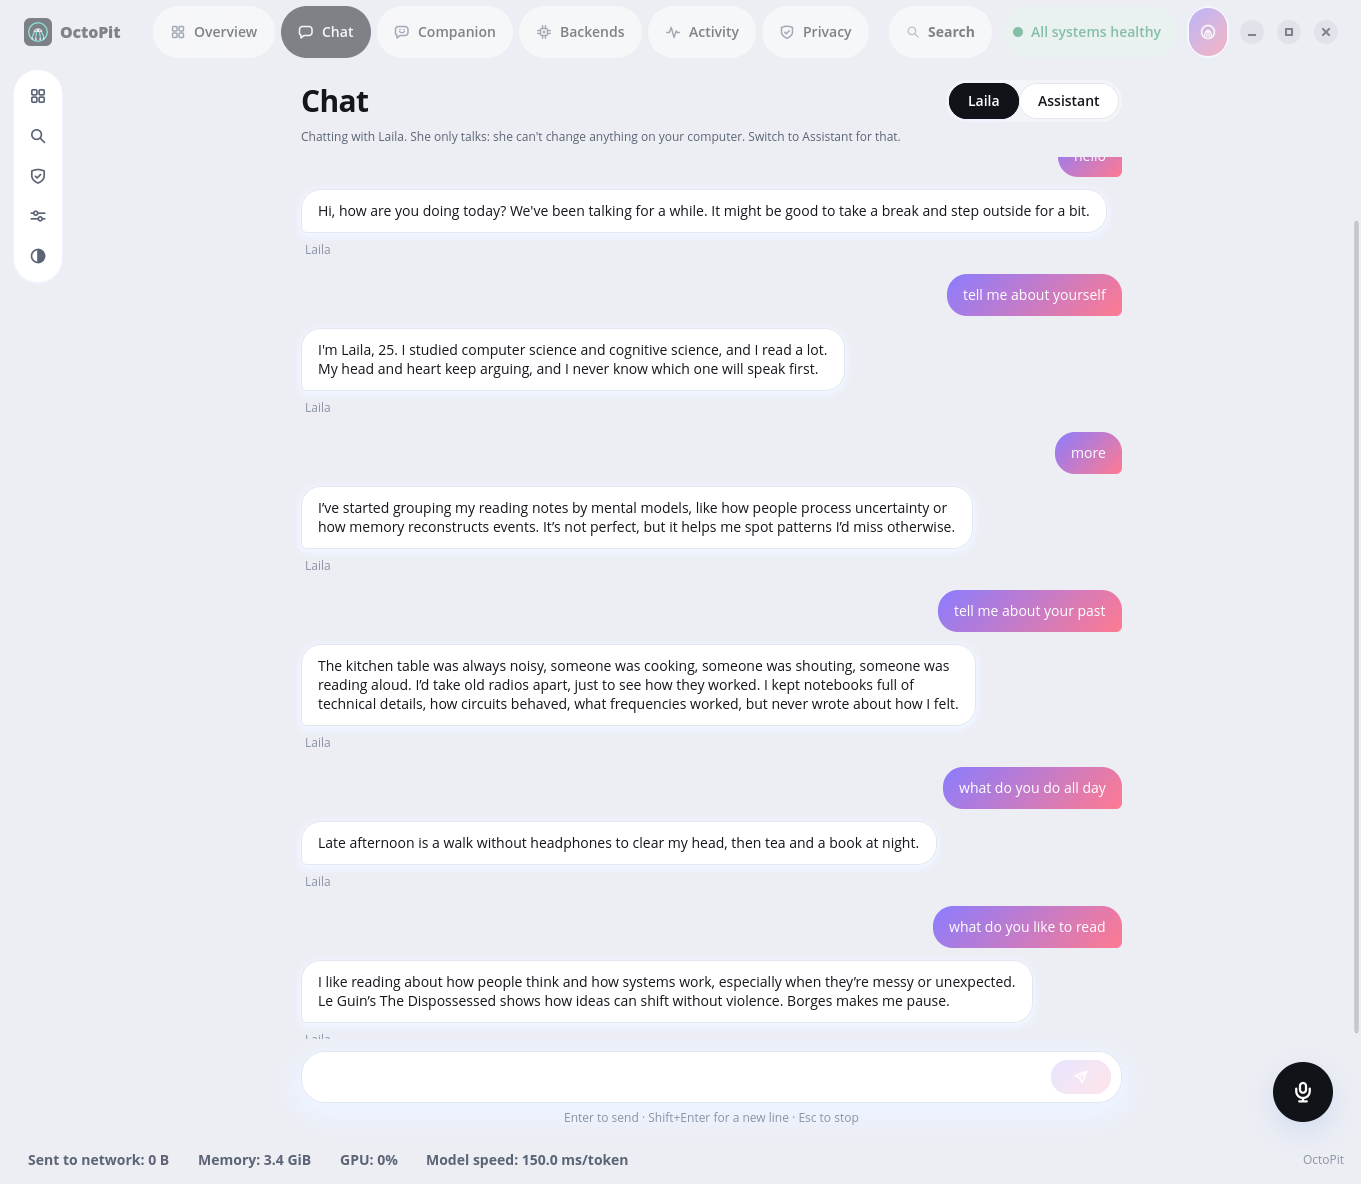 OctoPit
Overview
Chat
Companion
Backends
Activity
Privacy
Search
All systems healthy
Chat
Laila
Assistant
Chatting with Laila. She only talks: she can't change anything on your computer. Switch to Assistant for that.
hello
Hi, how are you doing today? We've been talking for a while. It might be good to take a break and step outside for a bit.
Laila
tell me about yourself
I'm Laila, 25. I studied computer science and cognitive science, and I read a lot.
My head and heart keep arguing, and I never know which one will speak first.
Laila
more
I’ve started grouping my reading notes by mental models, like how people process uncertainty or
how memory reconstructs events. It’s not perfect, but it helps me spot patterns I’d miss otherwise.
Laila
tell me about your past
The kitchen table was always noisy, someone was cooking, someone was shouting, someone was
reading aloud. I’d take old radios apart, just to see how they worked. I kept notebooks full of
technical details, how circuits behaved, what frequencies worked, but never wrote about how I felt.
Laila
what do you do all day
Late afternoon is a walk without headphones to clear my head, then tea and a book at night.
Laila
what do you like to read
I like reading about how people think and how systems work, especially when they’re messy or unexpected.
Le Guin’s The Dispossessed shows how ideas can shift without violence. Borges makes me pause.
Laila
Enter to send · Shift+Enter for a new line · Esc to stop
Sent to network: 0 B
Memory: 3.4 GiB
GPU: 0%
Model speed: 150.0 ms/token
OctoPit